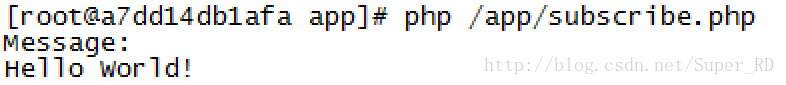 [root@a7dd14db1afa app]# php /app/subscribe.php
Message:
Hello World!
http://blog.csdn.net/Super_RD